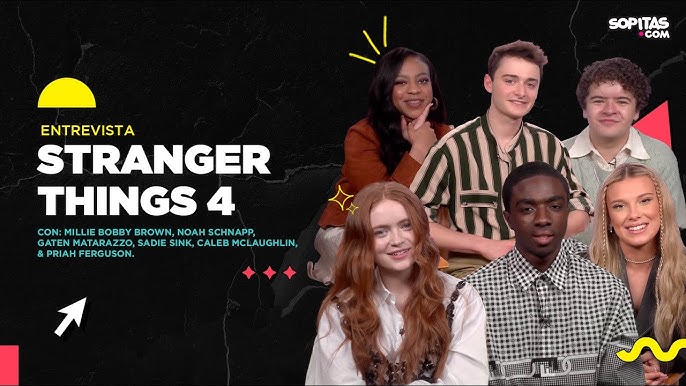 SOPITAS
.COM
ENTREVISTA
STRANGER
THINGS 4
CON: MILLIE BOBBY BROWN, NOAH SCHNAPP,
GATEN MATARAZZO, SADIE SINK, CALEB MCLAUGHLIN,
& PRIAH FERGUSON.